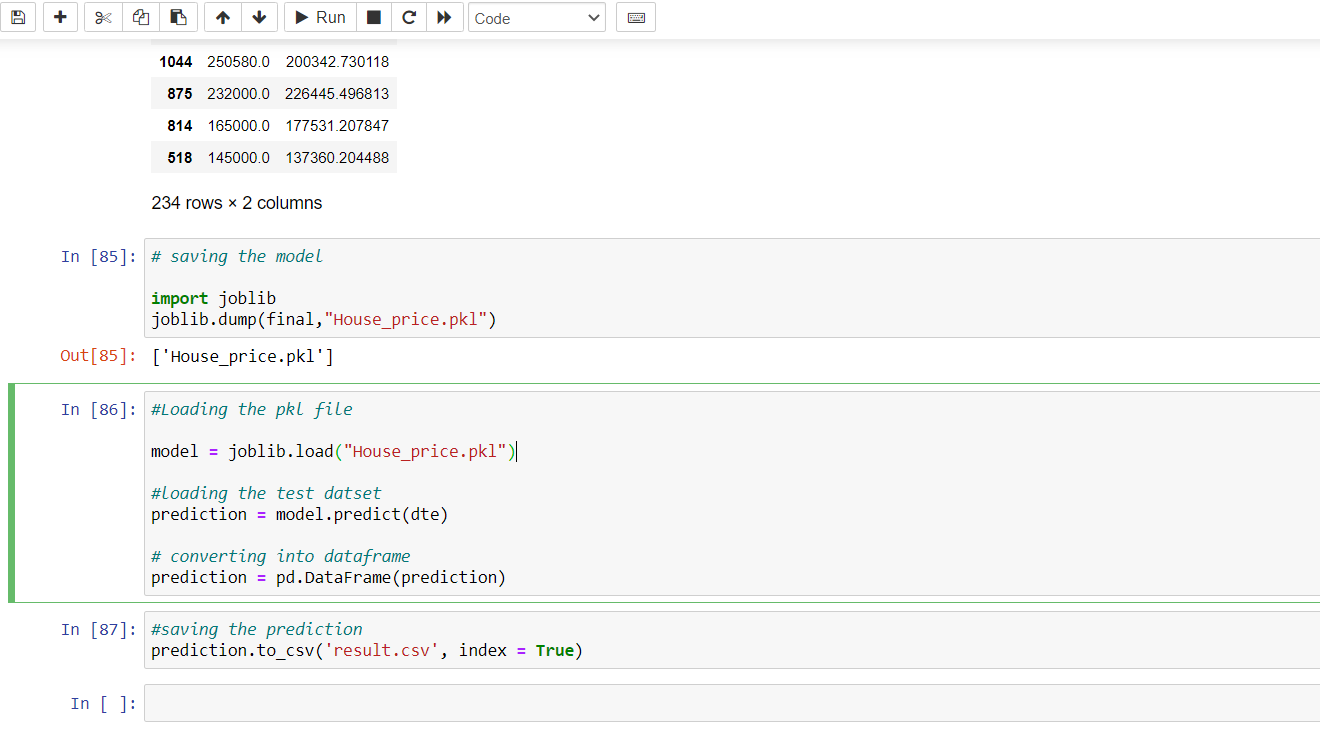 Run
Code
1044 250580.0 200342.730118
875 232000.0 226445.496813
814 165000.0 177531.207847
518 145000.0 137360.204488
234 rows × 2 columns
In [85]: # saving the model
import joblib
joblib.dump(final,"House_price.pkl")
Out[85]: ['House_price.pkl']
In [86]: #Loading the pkl file
model = joblib.load("House_price.pkl")
#loading the test datset
prediction = model.predict(dte)
# converting into dataframe
prediction = pd.DataFrame(prediction)
In [87]: #saving the prediction
prediction.to_csv('result.csv', index = True)
In [ ]: